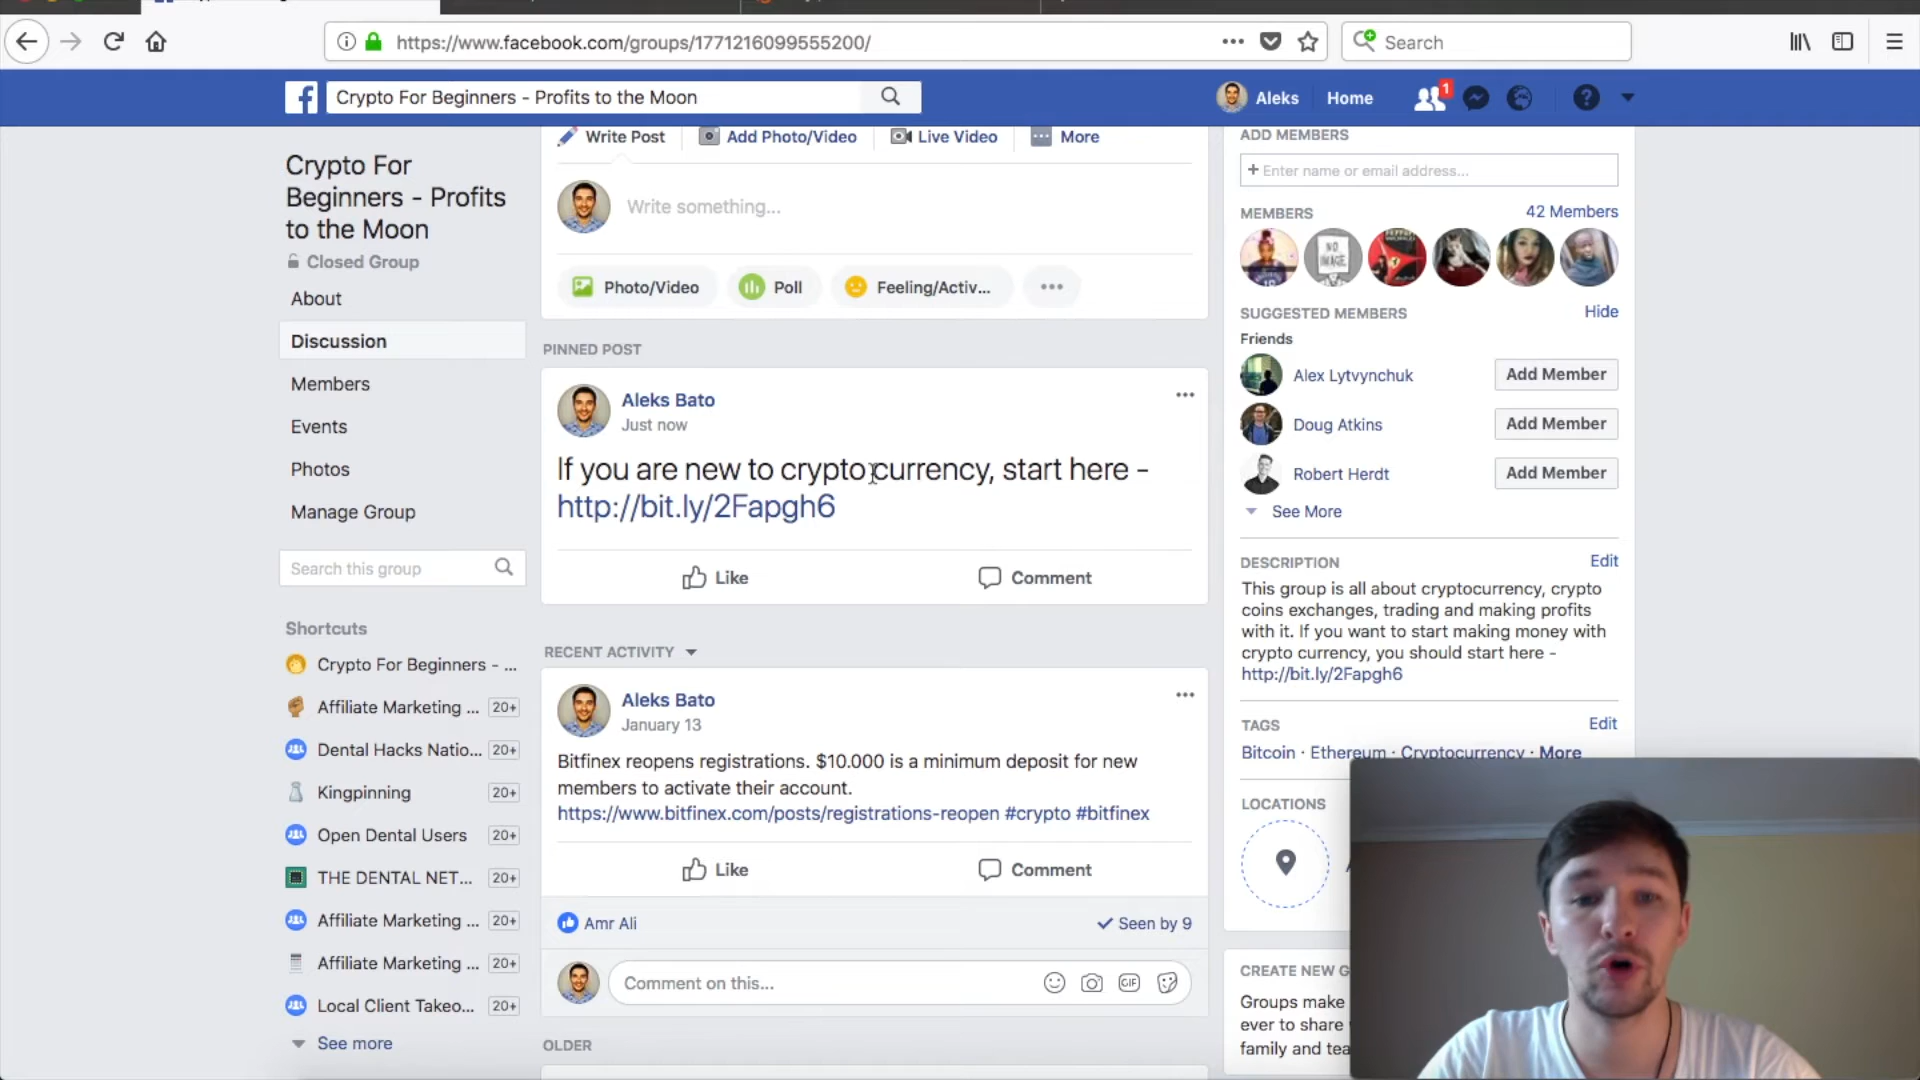 https://www.facebook.com/groups/1771216099555200/
Search
Crypto For Beginners - Profits to the Moon
Aleks
Home
1
Crypto For
Beginners - Profits
to the Moon
Closed Group
About
Discussion
Members
Events
Photos
Manage Group
Search this group
Shortcuts
Crypto For Beginners - ...
Affiliate Marketing ... 20+
Dental Hacks Natio... 20+
Kingpinning 20+
Open Dental Users 20+
THE DENTAL NET... 20+
Affiliate Marketing ... 20+
Affiliate Marketing ... 20+
Local Client Takeo... 20+
See more
Write Post
Add Photo/Video
Live Video
More
Write something...
Photo/Video
Poll
Feeling/Activ...
PINNED POST
Aleks Bato
Just now
If you are new to crypto currency, start here -
http://bit.ly/2Fapgh6
Like
Comment
RECENT ACTIVITY
Aleks Bato
January 13
Bitfinex reopens registrations. $10.000 is a minimum deposit for new
members to activate their account.
https://www.bitfinex.com/posts/registrations-reopen #crypto #bitfinex
Like
Comment
Amr Ali
Seen by 9
Comment on this...
GIF
OLDER
ADD MEMBERS
+ Enter name or email address...
MEMBERS
42 Members
NO
IMAGE
SUGGESTED MEMBERS
Hide
Friends
Alex Lytvynchuk
Add Member
Doug Atkins
Add Member
Robert Herdt
Add Member
See More
DESCRIPTION
Edit
This group is all about cryptocurrency, crypto
coins exchanges, trading and making profits
with it. If you want to start making money with
crypto currency, you should start here -
http://bit.ly/2Fapgh6
TAGS
Edit
Bitcoin · Ethereum · Cryptocurrency · More
LOCATIONS
CREATE NEW G
Groups make
ever to share
family and tea